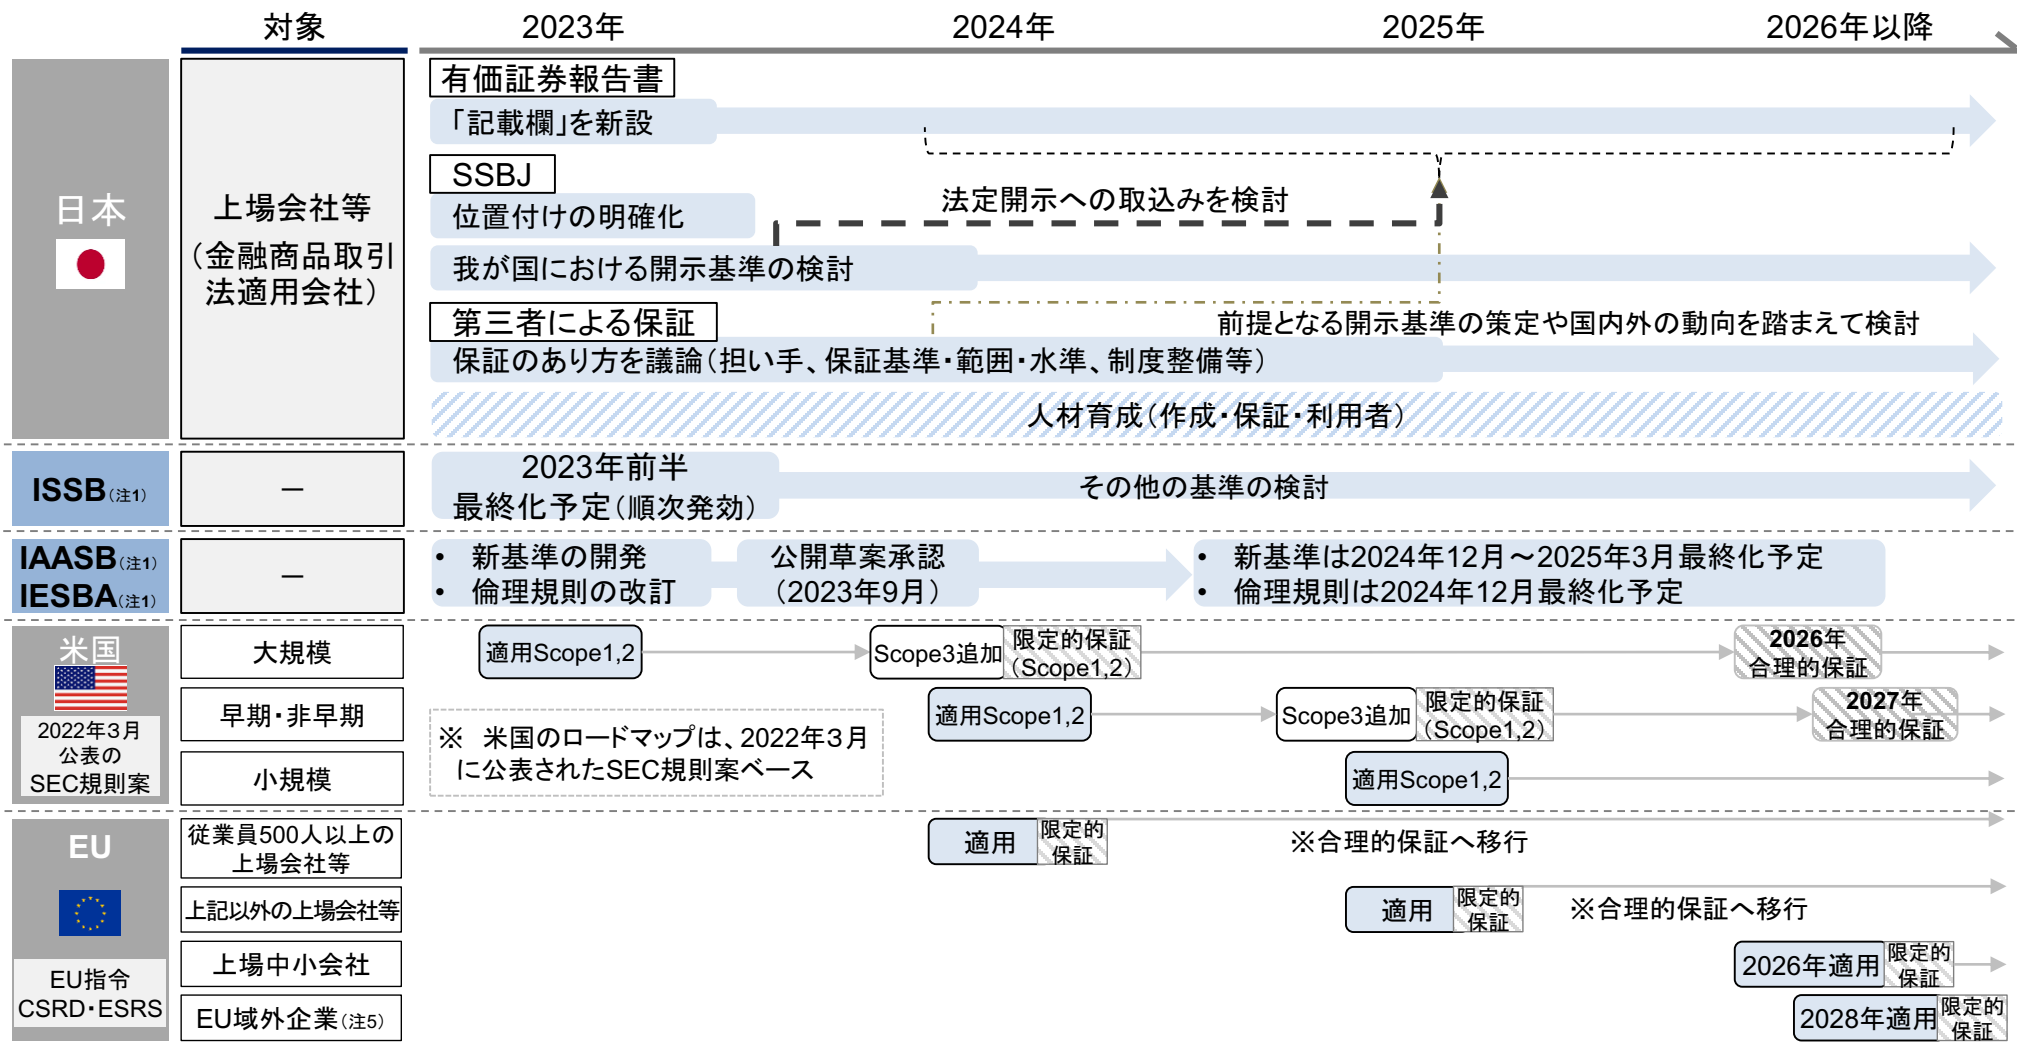 対象
2023年
2024年
2025年
2026年以降
日本
上場会社等
（金融商品取引
法適用会社）
有価証券報告書
「記載欄」を新設
SSBJ
位置付けの明確化
法定開示への取込みを検討
我が国における開示基準の検討
第三者による保証
前提となる開示基準の策定や国内外の動向を踏まえて検討
保証のあり方を議論（担い手、保証基準・範囲・水準、制度整備等）
人材育成（作成・保証・利用者）
ISSB(注1)
－
2023年前半
最終化予定（順次発効）
その他の基準の検討
IAASB(注1)
IESBA(注1)
－
• 新基準の開発
• 倫理規則の改訂
公開草案承認
（2023年9月）
• 新基準は2024年12月～2025年3月最終化予定
• 倫理規則は2024年12月最終化予定
米国
2022年3月
公表の
SEC規則案
大規模
適用Scope1,2
Scope3追加
限定的保証
（Scope1,2）
2026年
合理的保証
早期・非早期
適用Scope1,2
Scope3追加
限定的保証
（Scope1,2）
2027年
合理的保証
※　米国のロードマップは、2022年3月
に公表されたSEC規則案ベース
小規模
適用Scope1,2
EU
EU指令
CSRD・ESRS
従業員500人以上の
上場会社等
適用
限定的
保証
※合理的保証へ移行
上記以外の上場会社等
適用
限定的
保証
※合理的保証へ移行
上場中小会社
2026年適用
限定的
保証
EU域外企業(注5)
2028年適用
限定的
保証